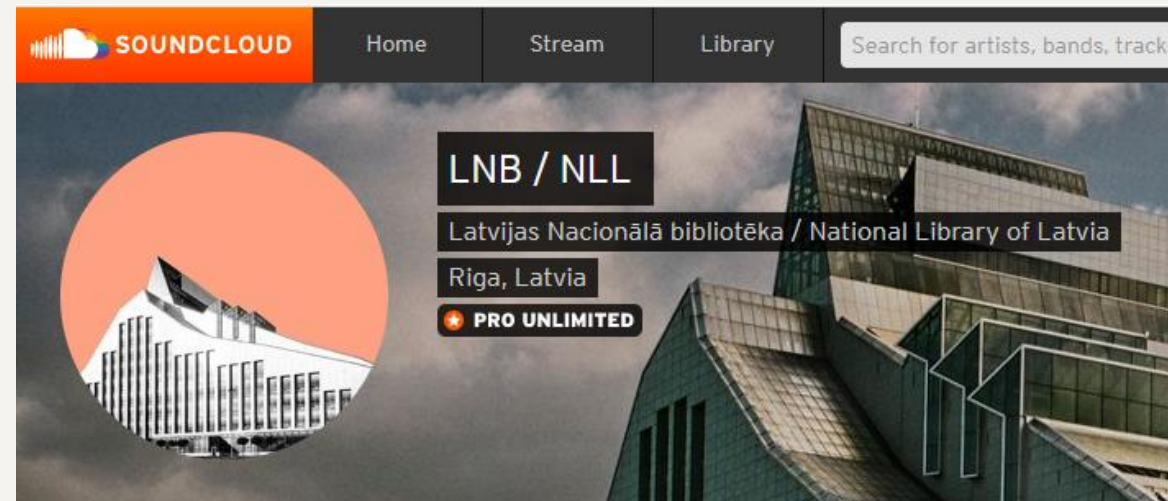 SOUNDCLOUD Home Stream Library Search for artists, bands, track
LNB / NLL
Latvijas Nacionālā bibliotēka / National Library of Latvia
Riga, Latvia
PRO UNLIMITED